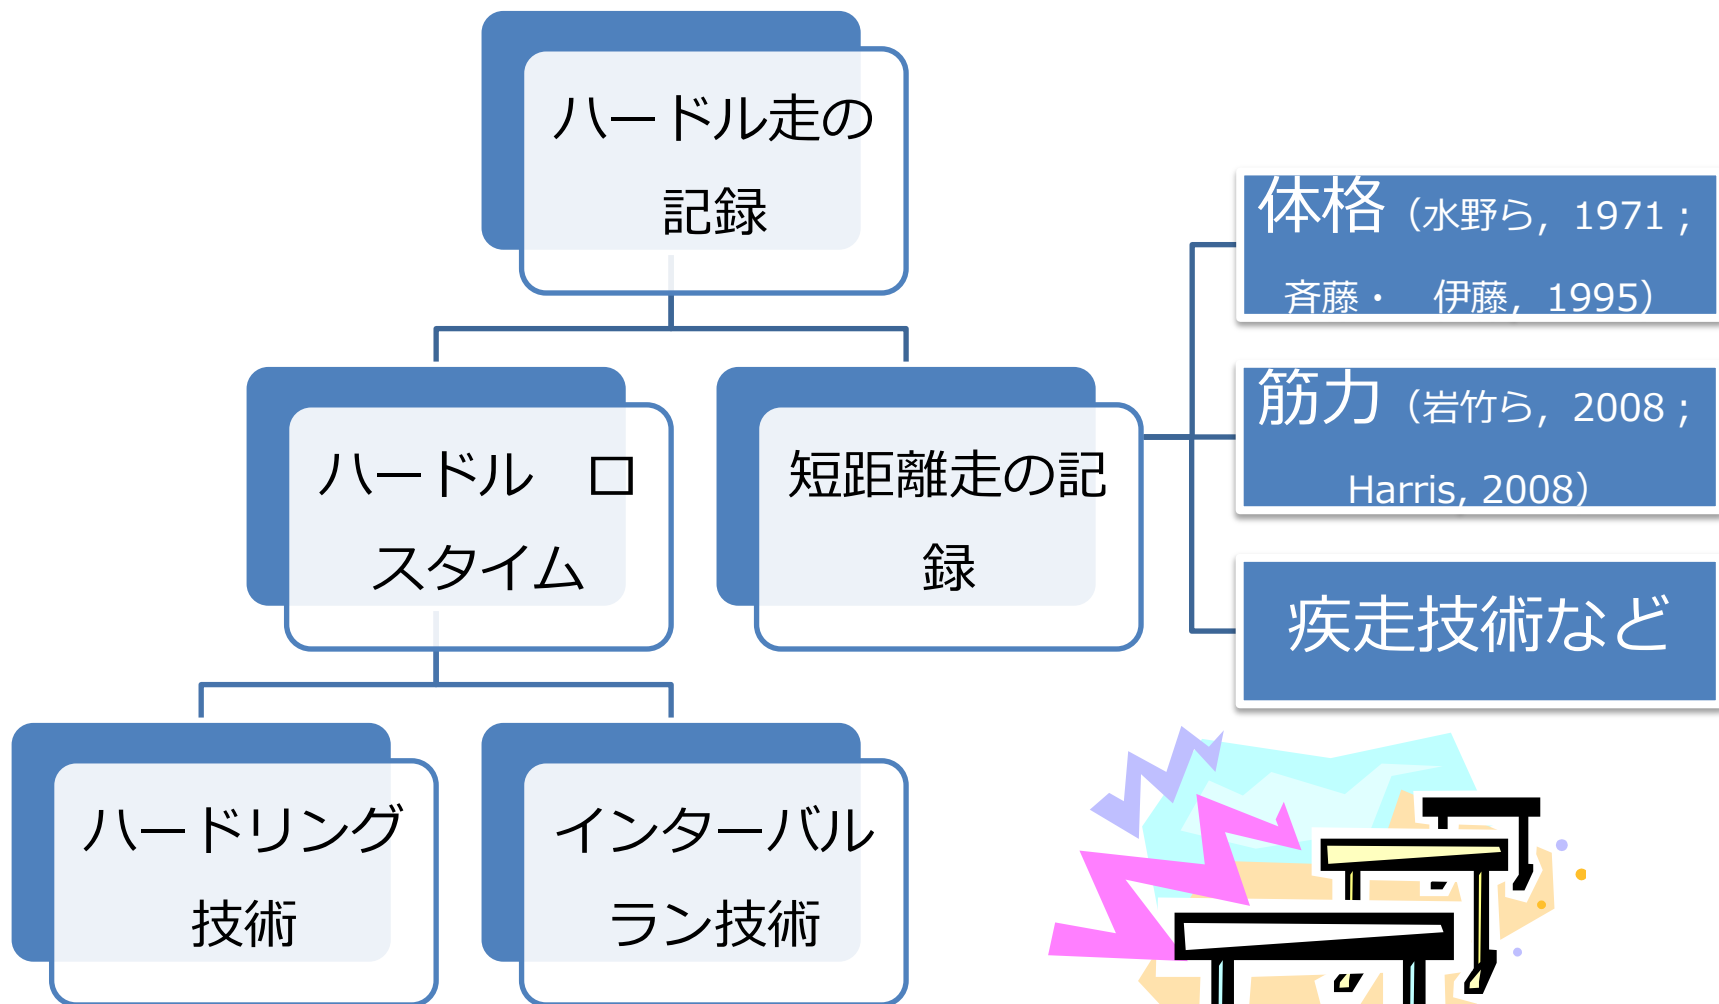 ハードル走の
記録
ハードル　ロ
スタイム
短距離走の記
録
ハードリング
技術
インターバル
ラン技術
体格（水野ら，1971；
斉藤・　伊藤，1995）
筋力（岩竹ら，2008；
Harris, 2008）
疾走技術など